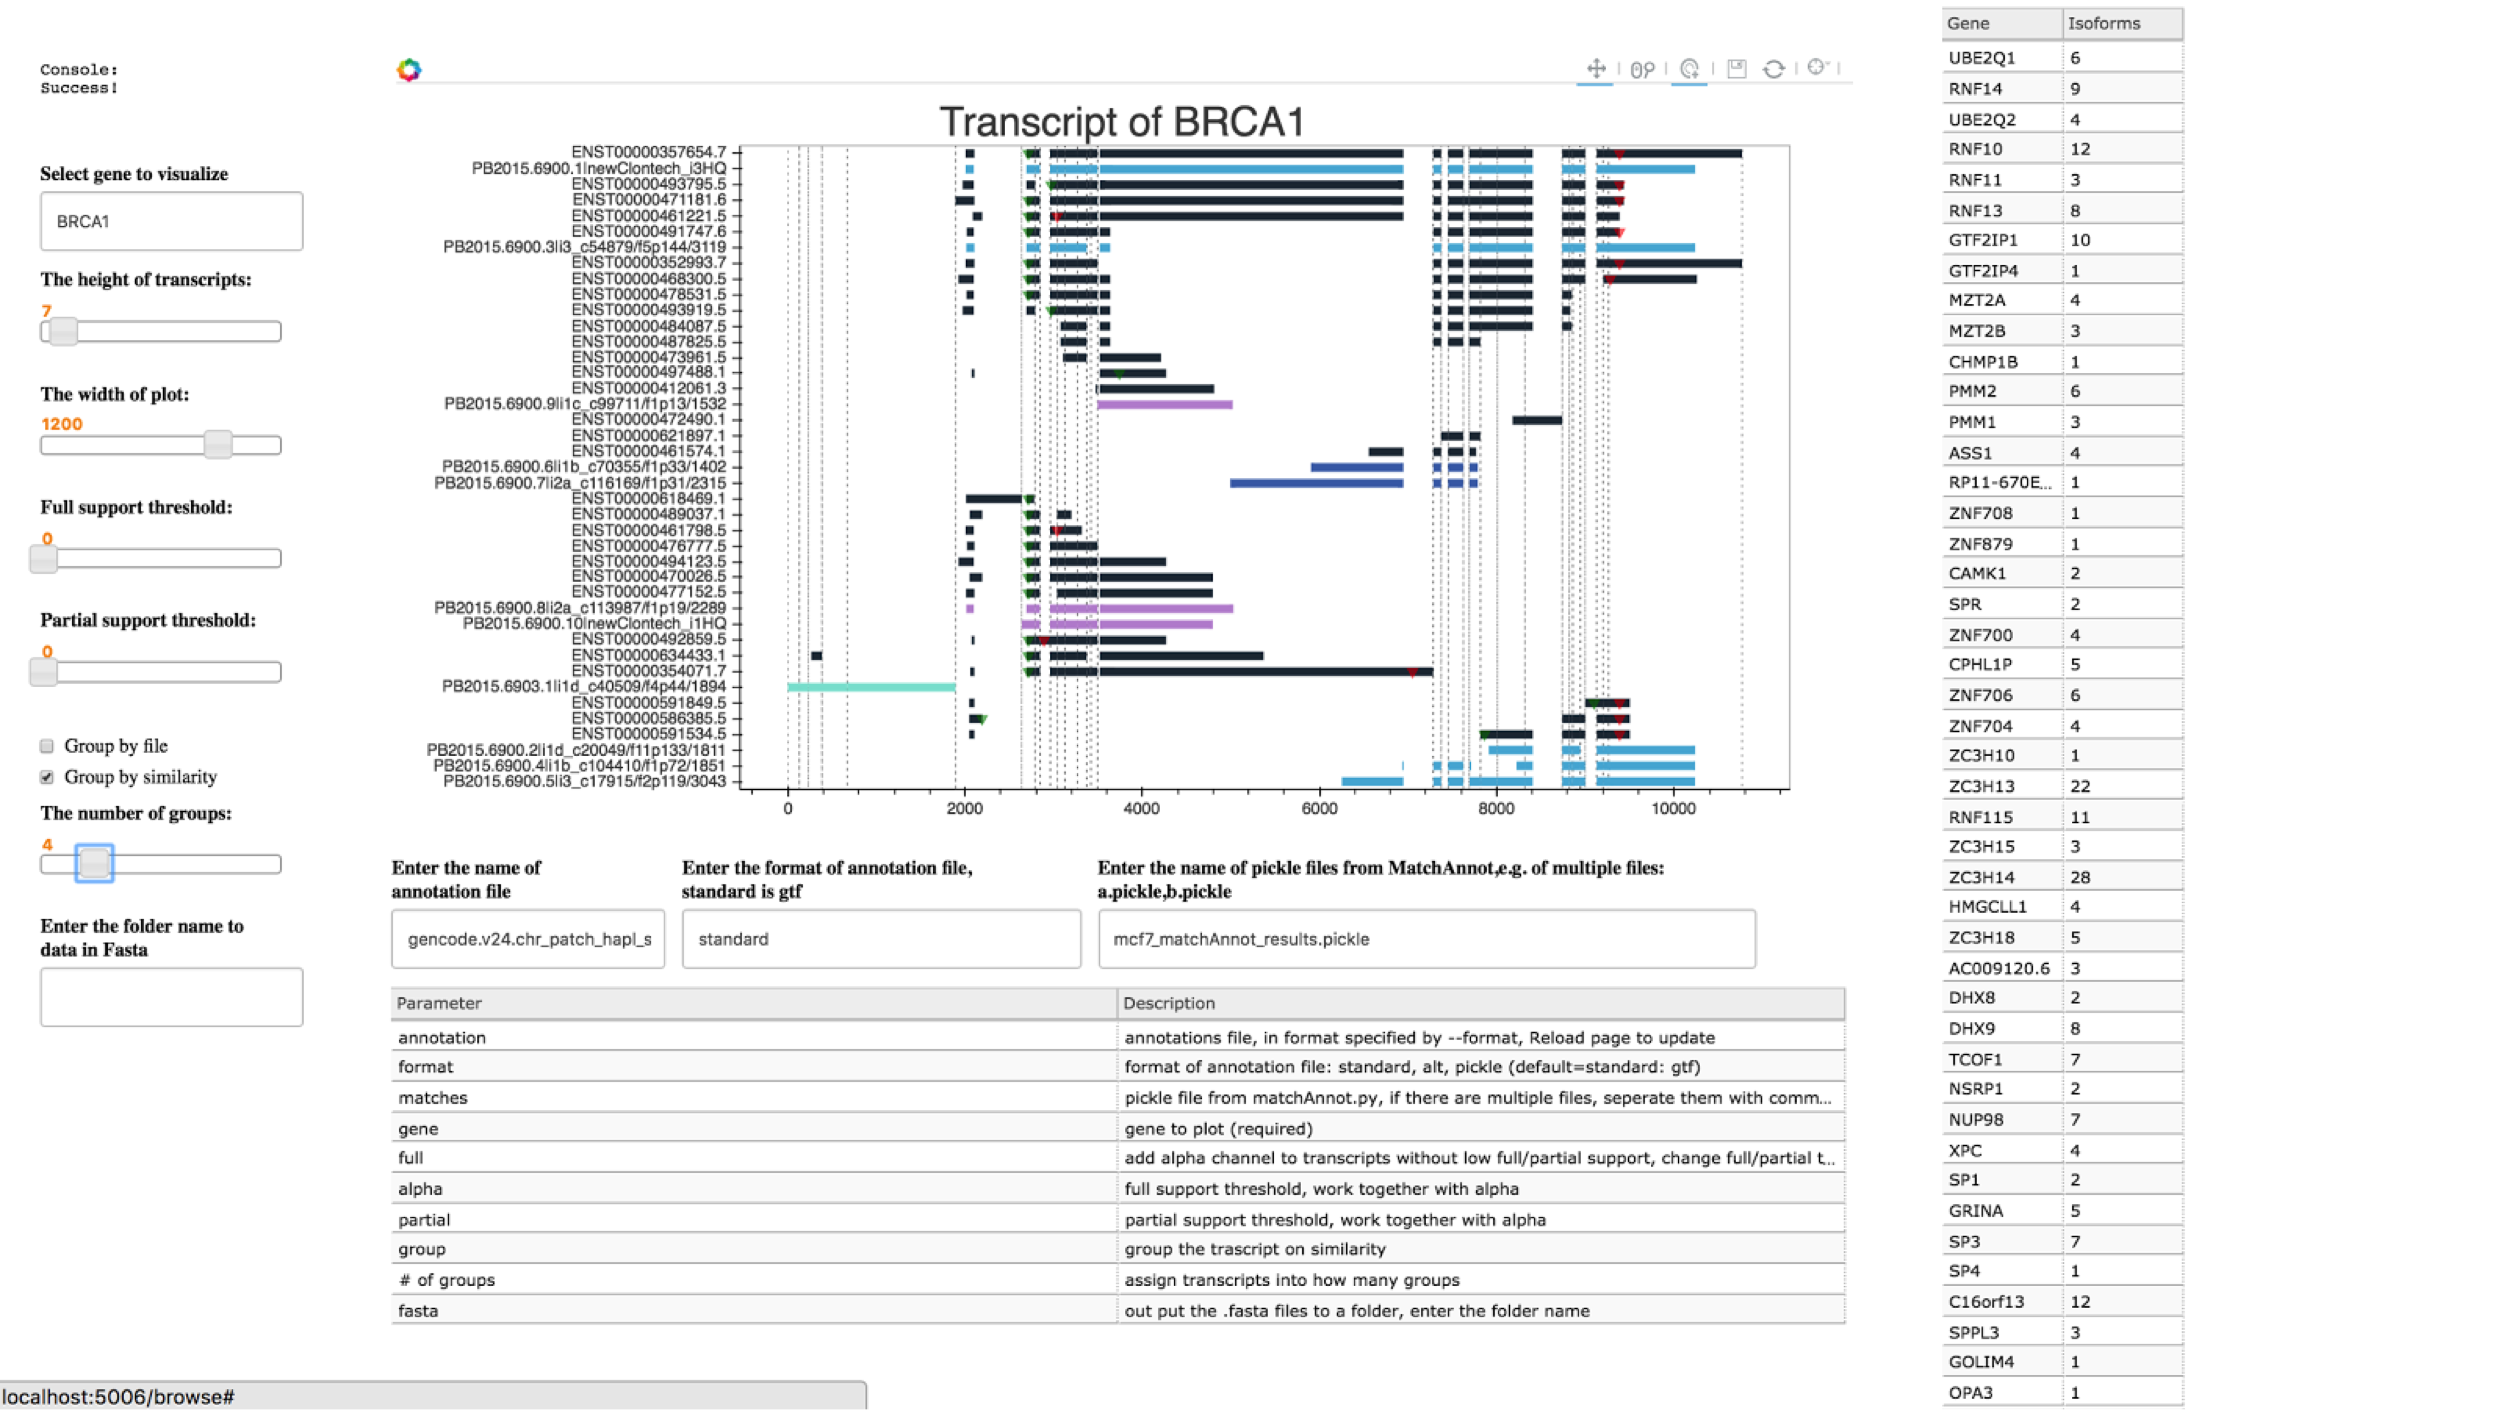 Console:
Success!
Select gene to visualize
BRCA1
The height of transcripts:
7
The width of plot:
1200
Full support threshold:
0
Partial support threshold:
0
Group by file
Group by similarity
The number of groups:
4
Enter the folder name to
data in Fasta
Transcript of BRCA1
ENST00000357654.7
PB2015.6900.1|newClontech_i3HQ
ENST00000493795.5
ENST00000471181.6
ENST00000461221.5
ENST00000491747.6
PB2015.6900.3|i3_c54879/f5p144/3119
ENST00000352993.7
ENST00000468300.5
ENST00000478531.5
ENST00000493919.5
ENST00000484087.5
ENST00000487825.5
ENST00000473961.5
ENST00000497488.1
ENST00000412061.3
PB2015.6900.9|i1c_c99711/f1p13/1532
ENST00000472490.1
ENST00000621897.1
ENST00000461574.1
PB2015.6900.6|i1b_c70355/f1p33/1402
PB2015.6900.7|i2a_c116169/f1p31/2315
ENST00000618469.1
ENST00000489037.1
ENST00000461798.5
ENST00000476777.5
ENST00000494123.5
ENST00000470026.5
ENST00000477152.5
PB2015.6900.8|i2a_c113987/f1p19/2289
PB2015.6900.10|newClontech_i1HQ
ENST00000492859.5
ENST00000634433.1
ENST00000354071.7
PB2015.6903.1|i1d_c40509/f4p44/1894
ENST00000591849.5
ENST00000586385.5
ENST00000591534.5
PB2015.6900.2|i1d_c20049/f11p133/1811
PB2015.6900.4|i1b_c104410/f1p72/1851
PB2015.6900.5|i3_c17915/f2p119/3043
0 2000 4000 6000 8000 10000
Enter the name of
annotation file
gencode.v24.chr_patch_hapl_s
Enter the format of annotation file,
standard is gtf
standard
Enter the name of pickle files from MatchAnnot,e.g. of multiple files:
a.pickle,b.pickle
mcf7_matchAnnot_results.pickle
Parameter Description
annotation annotations file, in format specified by --format, Reload page to update
format format of annotation file: standard, alt, pickle (default=standard: gtf)
matches pickle file from matchAnnot.py, if there are multiple files, seperate them with comm...
gene gene to plot (required)
full add alpha channel to transcripts without low full/partial support, change full/partial t...
alpha full support threshold, work together with alpha
partial partial support threshold, work together with alpha
group group the trascript on similarity
# of groups assign transcripts into how many groups
fasta out put the .fasta files to a folder, enter the folder name
Gene Isoforms
UBE2Q1 6
RNF14 9
UBE2Q2 4
RNF10 12
RNF11 3
RNF13 8
GTF2IP1 10
GTF2IP4 1
MZT2A 4
MZT2B 3
CHMP1B 1
PMM2 6
PMM1 3
ASS1 4
RP11-670E... 1
ZNF708 1
ZNF879 1
CAMK1 2
SPR 2
ZNF700 4
CPHL1P 5
ZNF706 6
ZNF704 4
ZC3H10 1
ZC3H13 22
RNF115 11
ZC3H15 3
ZC3H14 28
HMGCLL1 4
ZC3H18 5
AC009120.6 3
DHX8 2
DHX9 8
TCOF1 7
NSRP1 2
NUP98 7
XPC 4
SP1 2
GRINA 5
SP3 7
SP4 1
C16orf13 12
SPPL3 3
GOLIM4 1
OPA3 1
localhost:5006/browse#